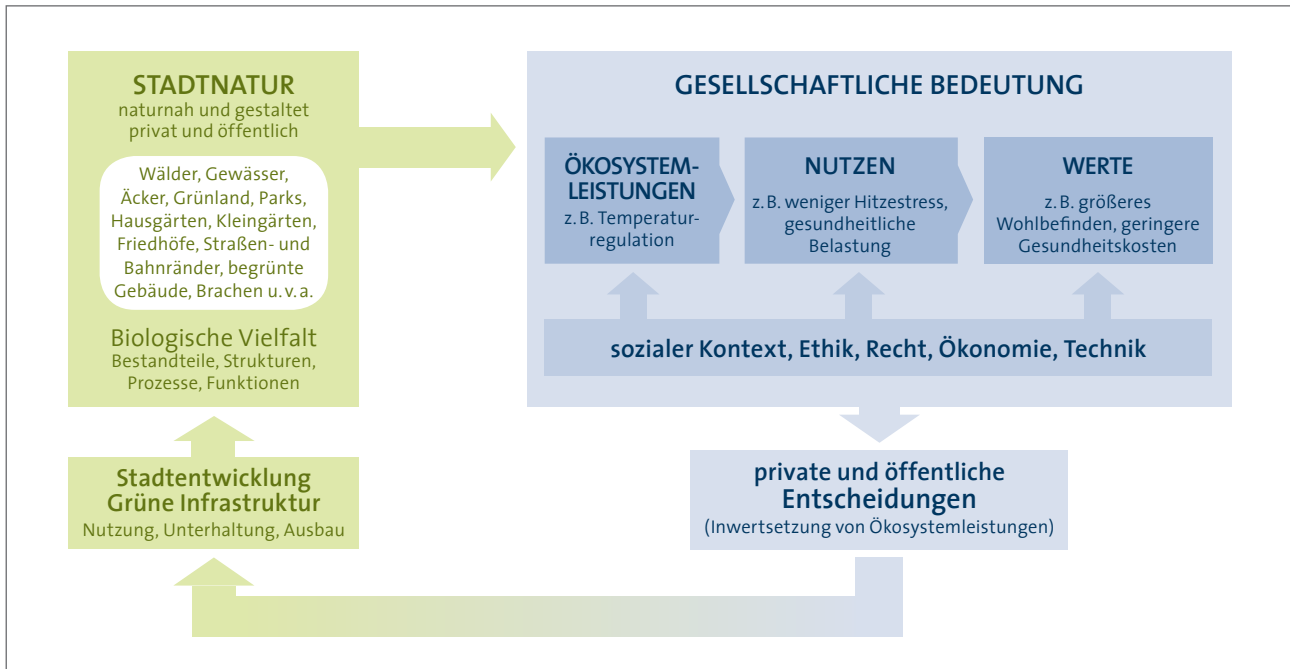 STADTNATUR
naturnah und gestaltet
privat und öffentlich
Wälder, Gewässer,
Äcker, Grünland, Parks,
Hausgärten, Kleingärten,
Friedhöfe, Straßen- und
Bahnränder, begrünte
Gebäude, Brachen u. v. a.
Biologische Vielfalt
Bestandteile, Strukturen,
Prozesse, Funktionen
Stadtentwicklung
Grüne Infrastruktur
Nutzung, Unterhaltung, Ausbau
GESELLSCHAFTLICHE BEDEUTUNG
ÖKOSYSTEM-
LEISTUNGEN
z. B. Temperatur-
regulation
NUTZEN
z. B. weniger Hitzestress,
gesundheitliche
Belastung
WERTE
z. B. größeres
Wohlbefinden, geringere
Gesundheitskosten
sozialer Kontext, Ethik, Recht, Ökonomie, Technik
private und öffentliche
Entscheidungen
(Inwertsetzung von Ökosystemleistungen)